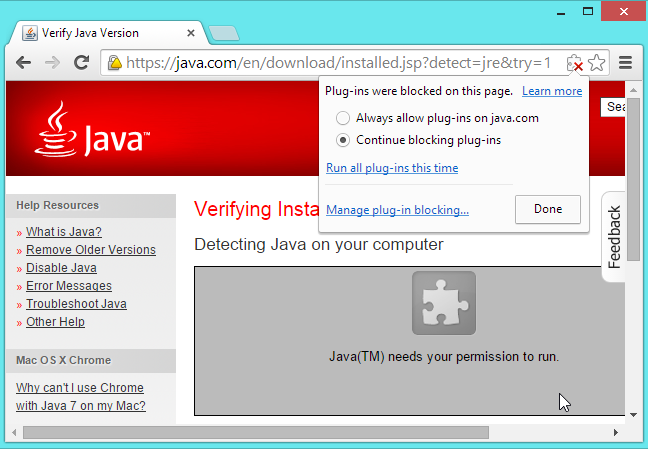 Verify Java Version
https://java.com/en/download/installed.jsp?detect=jre&try=1
Plug-ins were blocked on this page. Learn more
Always allow plug-ins on java.com
Continue blocking plug-ins
Run all plug-ins this time
Manage plug-in blocking...
Done
Java™
Sea
Help Resources
» What is Java?
» Remove Older Versions
» Disable Java
» Error Messages
» Troubleshoot Java
» Other Help
Mac OS X Chrome
Why can't I use Chrome
with Java 7 on my Mac?
Verifying Insta
Detecting Java on your computer
Java(TM) needs your permission to run.
Feedback